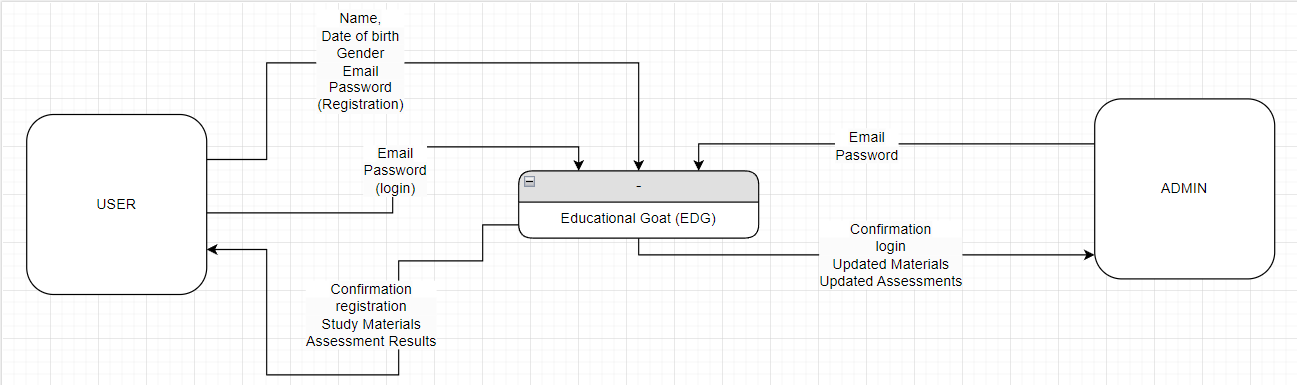 Name,
Date of birth
Gender
Email
Password
(Registration)
Email
Password
(login)
USER
Email
Password
ADMIN
-
Educational Goat (EDG)
Confirmation
login
Updated Materials
Updated Assessments
Confirmation
registration
Study Materials
Assessment Results